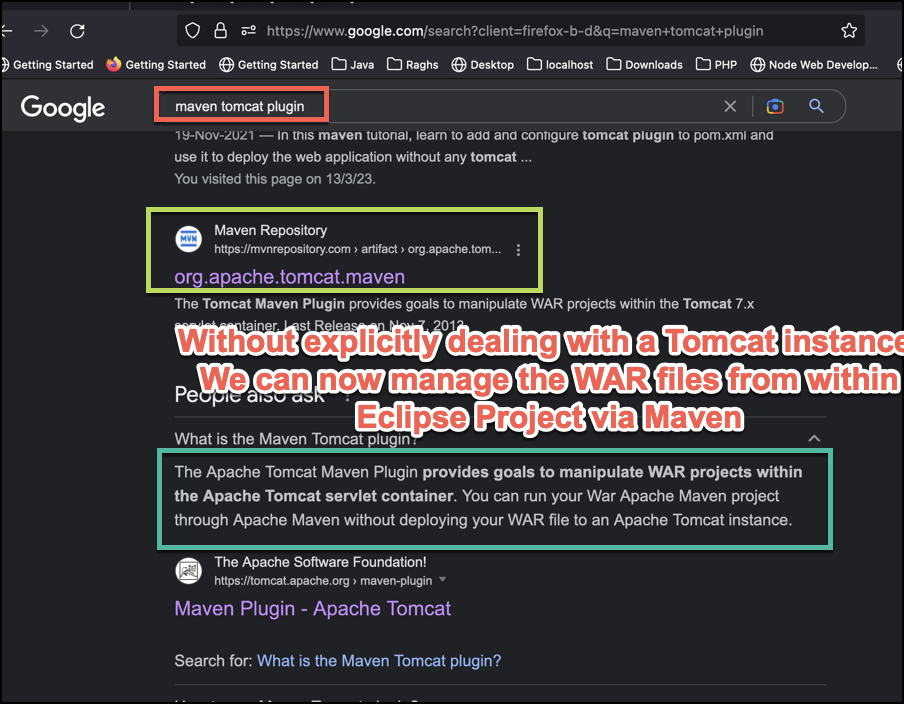 https://www.google.com/search?client=firefox-b-d&q=maven+tomcat+plugin
Getting Started Getting Started Getting Started Java Raghs Desktop localhost Downloads PHP Node Web Develop...
Google
maven tomcat plugin
19-Nov-2021 — In this maven tutorial, learn to add and configure tomcat plugin to pom.xml and
use it to deploy the web application without any tomcat ...
You visited this page on 13/3/23.
Maven Repository
https://mvnrepository.com › artifact › org.apache.tom...
org.apache.tomcat.maven
The Tomcat Maven Plugin provides goals to manipulate WAR projects within the Tomcat 7.x
servlet container. Last Release on Nov 7, 2013
Without explicitly dealing with a Tomcat instance
We can now manage the WAR files from within
People also ask
Eclipse Project via Maven
What is the Maven Tomcat plugin?
The Apache Tomcat Maven Plugin provides goals to manipulate WAR projects within
the Apache Tomcat servlet container. You can run your War Apache Maven project
through Apache Maven without deploying your WAR file to an Apache Tomcat instance.
The Apache Software Foundation!
https://tomcat.apache.org › maven-plugin
Maven Plugin - Apache Tomcat
Search for: What is the Maven Tomcat plugin?